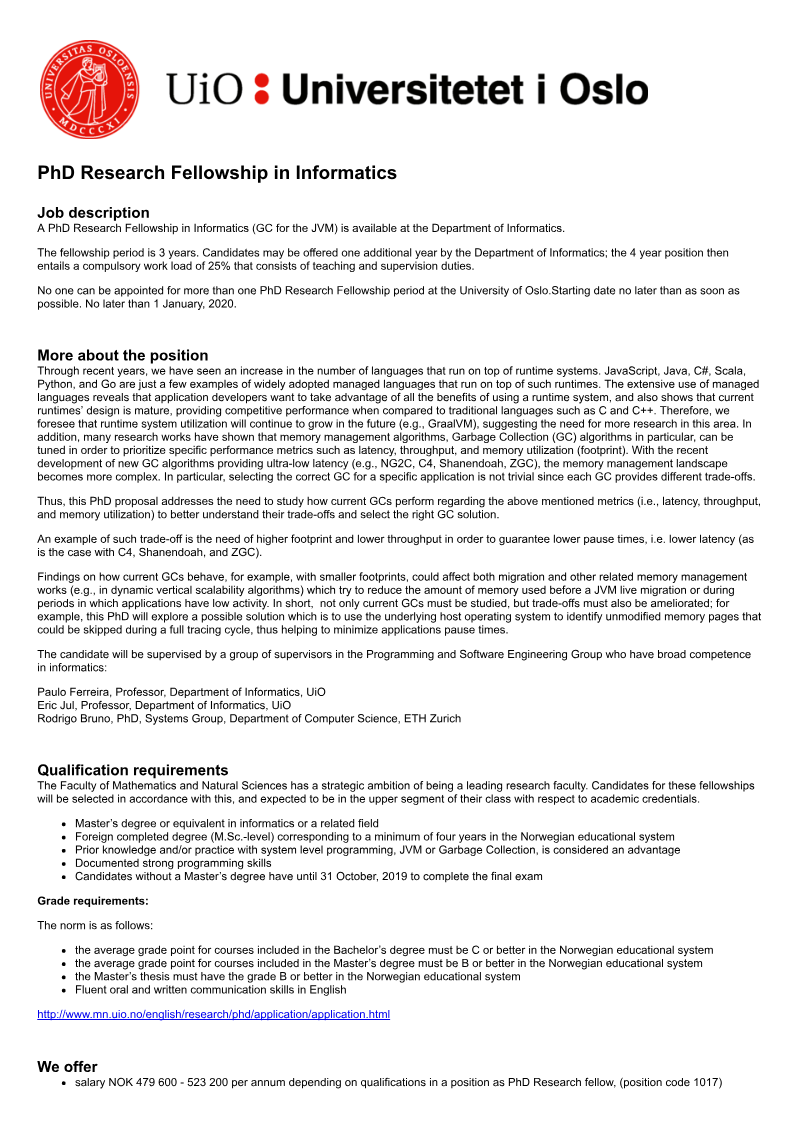 UNIVERSITAS OSLOENSIS
MDCCCXI
UiO Universitetet i Oslo
PhD Research Fellowship in Informatics
Job description
A PhD Research Fellowship in Informatics (GC for the JVM) is available at the Department of Informatics.
The fellowship period is 3 years. Candidates may be offered one additional year by the Department of Informatics; the 4 year position then
entails a compulsory work load of 25% that consists of teaching and supervision duties.
No one can be appointed for more than one PhD Research Fellowship period at the University of Oslo.Starting date no later than as soon as
possible. No later than 1 January, 2020.
More about the position
Through recent years, we have seen an increase in the number of languages that run on top of runtime systems. JavaScript, Java, C#, Scala,
Python, and Go are just a few examples of widely adopted managed languages that run on top of such runtimes. The extensive use of managed
languages reveals that application developers want to take advantage of all the benefits of using a runtime system, and also shows that current
runtimes’ design is mature, providing competitive performance when compared to traditional languages such as C and C++. Therefore, we
foresee that runtime system utilization will continue to grow in the future (e.g., GraalVM), suggesting the need for more research in this area. In
addition, many research works have shown that memory management algorithms, Garbage Collection (GC) algorithms in particular, can be
tuned in order to prioritize specific performance metrics such as latency, throughput, and memory utilization (footprint). With the recent
development of new GC algorithms providing ultra-low latency (e.g., NG2C, C4, Shanendoah, ZGC), the memory management landscape
becomes more complex. In particular, selecting the correct GC for a specific application is not trivial since each GC provides different trade-offs.
Thus, this PhD proposal addresses the need to study how current GCs perform regarding the above mentioned metrics (i.e., latency, throughput,
and memory utilization) to better understand their trade-offs and select the right GC solution.
An example of such trade-off is the need of higher footprint and lower throughput in order to guarantee lower pause times, i.e. lower latency (as
is the case with C4, Shanendoah, and ZGC).
Findings on how current GCs behave, for example, with smaller footprints, could affect both migration and other related memory management
works (e.g., in dynamic vertical scalability algorithms) which try to reduce the amount of memory used before a JVM live migration or during
periods in which applications have low activity. In short,  not only current GCs must be studied, but trade-offs must also be ameliorated; for
example, this PhD will explore a possible solution which is to use the underlying host operating system to identify unmodified memory pages that
could be skipped during a full tracing cycle, thus helping to minimize applications pause times.
The candidate will be supervised by a group of supervisors in the Programming and Software Engineering Group who have broad competence
in informatics:
Paulo Ferreira, Professor, Department of Informatics, UiO
Eric Jul, Professor, Department of Informatics, UiO
Rodrigo Bruno, PhD, Systems Group, Department of Computer Science, ETH Zurich
Qualification requirements
The Faculty of Mathematics and Natural Sciences has a strategic ambition of being a leading research faculty. Candidates for these fellowships
will be selected in accordance with this, and expected to be in the upper segment of their class with respect to academic credentials.
• Master’s degree or equivalent in informatics or a related field
• Foreign completed degree (M.Sc.-level) corresponding to a minimum of four years in the Norwegian educational system
• Prior knowledge and/or practice with system level programming, JVM or Garbage Collection, is considered an advantage
• Documented strong programming skills
• Candidates without a Master’s degree have until 31 October, 2019 to complete the final exam
Grade requirements:
The norm is as follows:
• the average grade point for courses included in the Bachelor’s degree must be C or better in the Norwegian educational system
• the average grade point for courses included in the Master’s degree must be B or better in the Norwegian educational system
• the Master’s thesis must have the grade B or better in the Norwegian educational system
• Fluent oral and written communication skills in English
http://www.mn.uio.no/english/research/phd/application/application.html
We offer
• salary NOK 479 600 - 523 200 per annum depending on qualifications in a position as PhD Research fellow, (position code 1017)